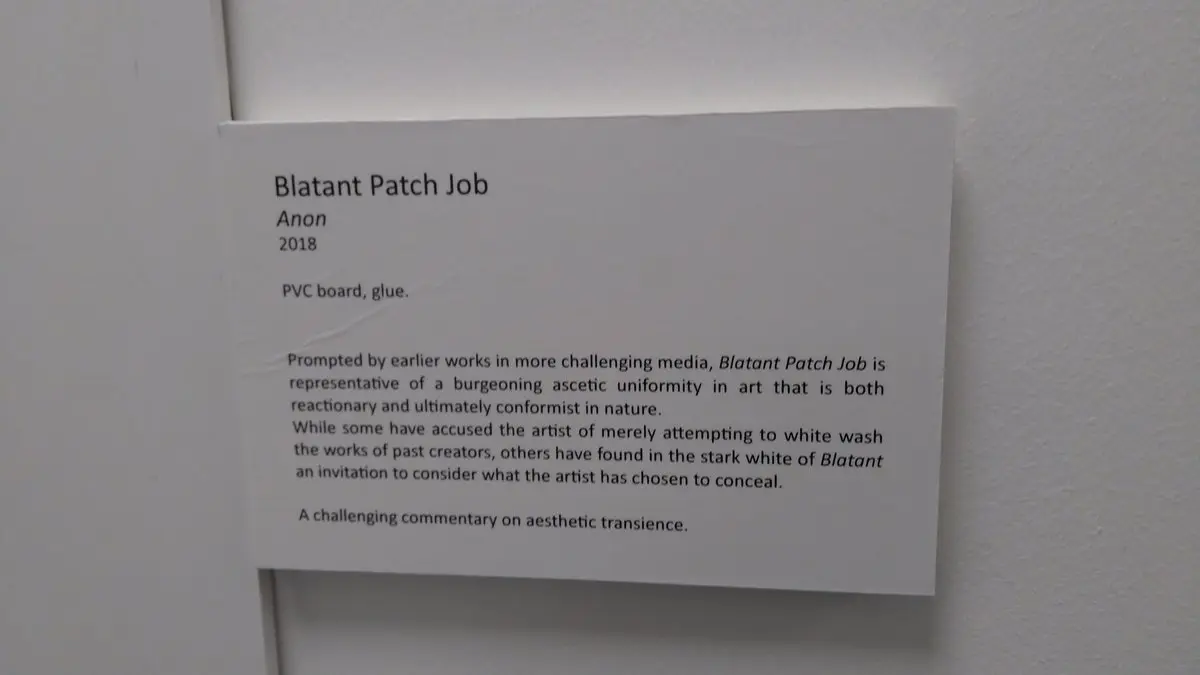 Blatant Patch Job
Anon
2018
PVC board, glue.
Prompted by earlier works in more challenging media, Blatant Patch Job is
representative of a burgeoning ascetic uniformity in art that is both
reactionary and ultimately conformist in nature.
While some have accused the artist of merely attempting to white wash
the works of past creators, others have found in the stark white of Blatant
an invitation to consider what the artist has chosen to conceal.
A challenging commentary on aesthetic transience.